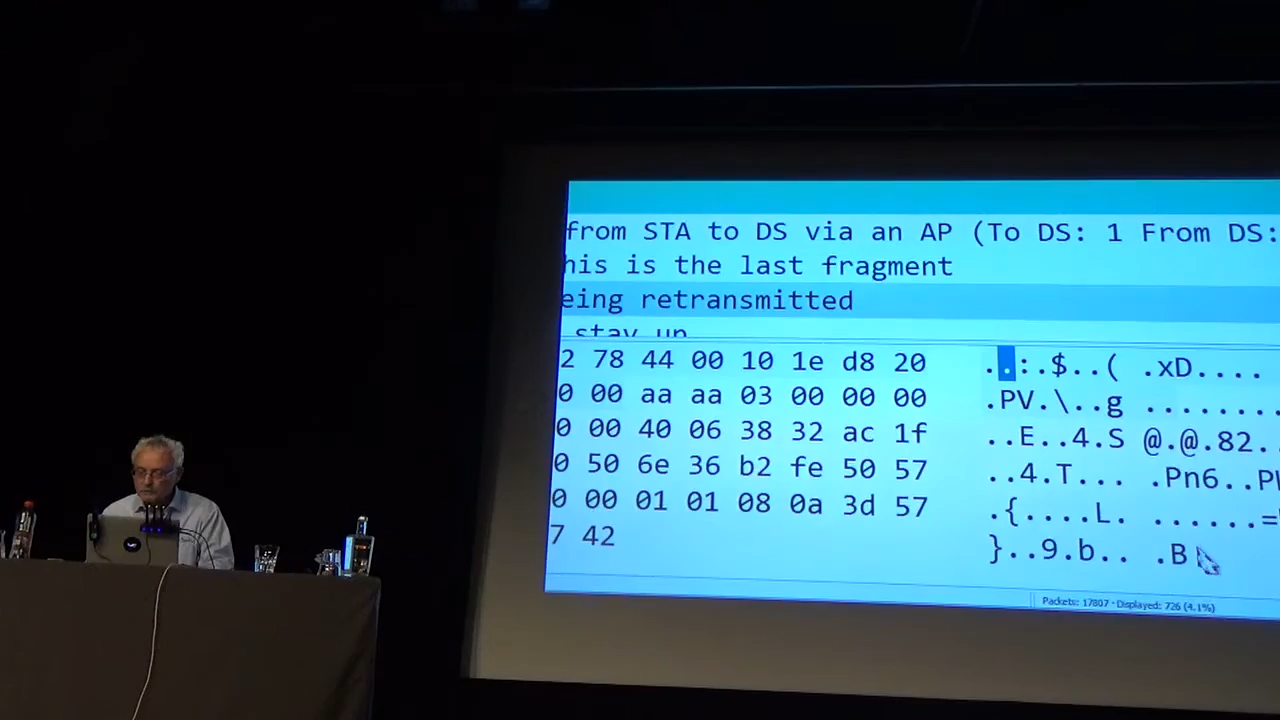 from STA to DS via an AP (To DS: 1 From DS:
his is the last fragment
eing retransmitted
stay up
2 78 44 00 10 1e d8 20 ..:.$..( .xD....
0 00 aa aa 03 00 00 00 .PV.\..g ........
0 00 40 06 38 32 ac 1f ..E..4.S @.@.82..
0 50 6e 36 b2 fe 50 57 ..4.T... .Pn6..P
0 00 01 01 08 0a 3d 57 .{....L. ......=
7 42 }..9.b.. .B
Packets: 17807 · Displayed: 726 (4.1%)